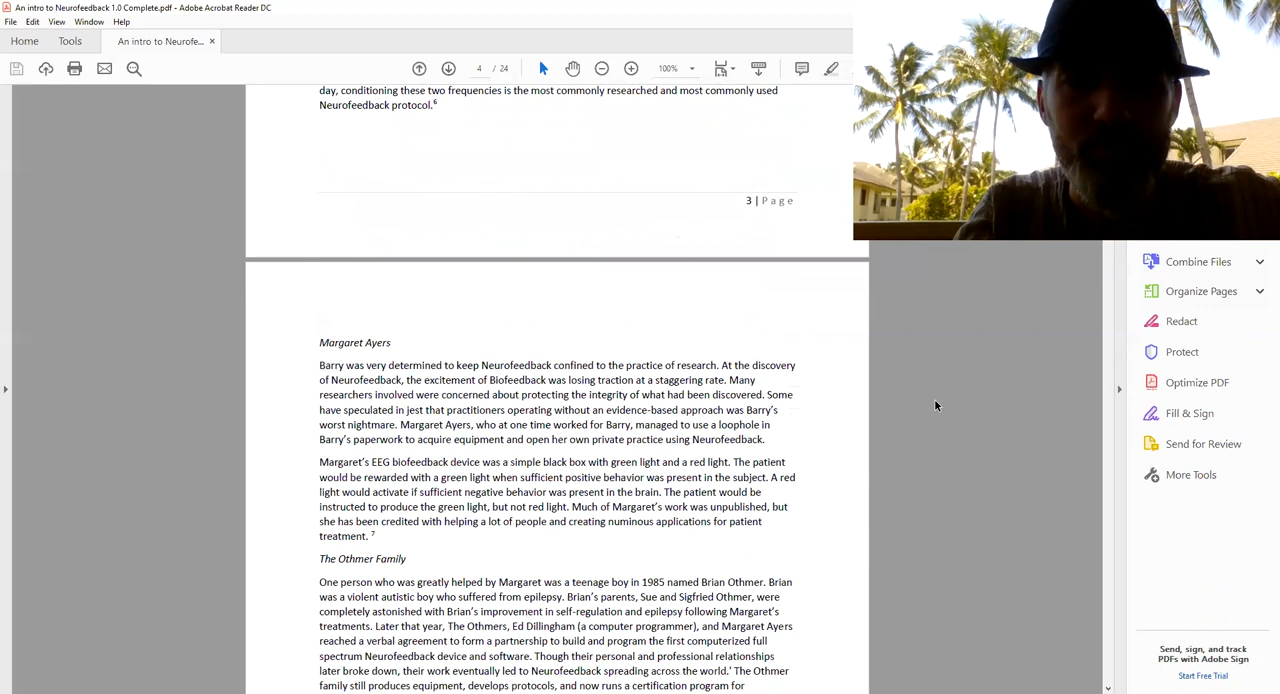 An intro to Neurofeedback 1.0 Complete.pdf - Adobe Acrobat Reader DC
File Edit View Window Help
Home Tools An intro to Neurofe... ×
4 / 24 100%
day, conditioning these two frequencies is the most commonly researched and most commonly used
Neurofeedback protocol.6
3 | Page
Margaret Ayers
Barry was very determined to keep Neurofeedback confined to the practice of research. At the discovery
of Neurofeedback, the excitement of Biofeedback was losing traction at a staggering rate. Many
researchers involved were concerned about protecting the integrity of what had been discovered. Some
have speculated in jest that practitioners operating without an evidence-based approach was Barry's
worst nightmare. Margaret Ayers, who at one time worked for Barry, managed to use a loophole in
Barry's paperwork to acquire equipment and open her own private practice using Neurofeedback.
Margaret's EEG biofeedback device was a simple black box with green light and a red light. The patient
would be rewarded with a green light when sufficient positive behavior was present in the subject. A red
light would activate if sufficient negative behavior was present in the brain. The patient would be
instructed to produce the green light, but not red light. Much of Margaret's work was unpublished, but
she has been credited with helping a lot of people and creating numinous applications for patient
treatment. 7
The Othmer Family
One person who was greatly helped by Margaret was a teenage boy in 1985 named Brian Othmer. Brian
was a violent autistic boy who suffered from epilepsy. Brian's parents, Sue and Sigfried Othmer, were
completely astonished with Brian's improvement in self-regulation and epilepsy following Margaret's
treatments. Later that year, The Othmers, Ed Dillingham (a computer programmer), and Margaret Ayers
reached a verbal agreement to form a partnership to build and program the first computerized full
spectrum Neurofeedback device and software. Though their personal and professional relationships
later broke down, their work eventually led to Neurofeedback spreading across the world.' The Othmer
family still produces equipment, develops protocols, and now runs a certification program for
Combine Files
Organize Pages
Redact
Protect
Optimize PDF
Fill & Sign
Send for Review
More Tools
Send, sign, and track
PDFs with Adobe Sign
Start Free Trial